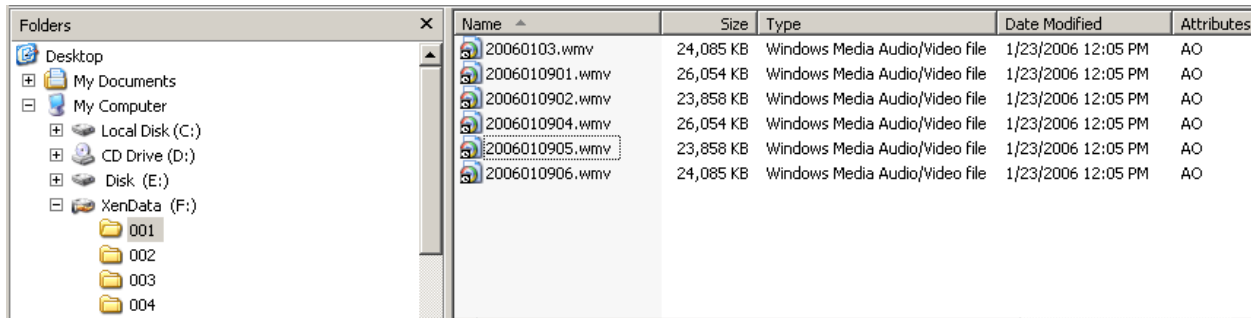 Folders
Desktop
My Documents
My Computer
Local Disk (C:)
CD Drive (D:)
Disk (E:)
XenData (F:)
001
002
003
004
Name Size Type Date Modified Attributes
20060103.wmv 24,085 KB Windows Media Audio/Video file 1/23/2006 12:05 PM AO
2006010901.wmv 26,054 KB Windows Media Audio/Video file 1/23/2006 12:05 PM AO
2006010902.wmv 23,858 KB Windows Media Audio/Video file 1/23/2006 12:05 PM AO
2006010904.wmv 26,054 KB Windows Media Audio/Video file 1/23/2006 12:05 PM AO
2006010905.wmv 23,858 KB Windows Media Audio/Video file 1/23/2006 12:05 PM AO
2006010906.wmv 24,085 KB Windows Media Audio/Video file 1/23/2006 12:05 PM AO